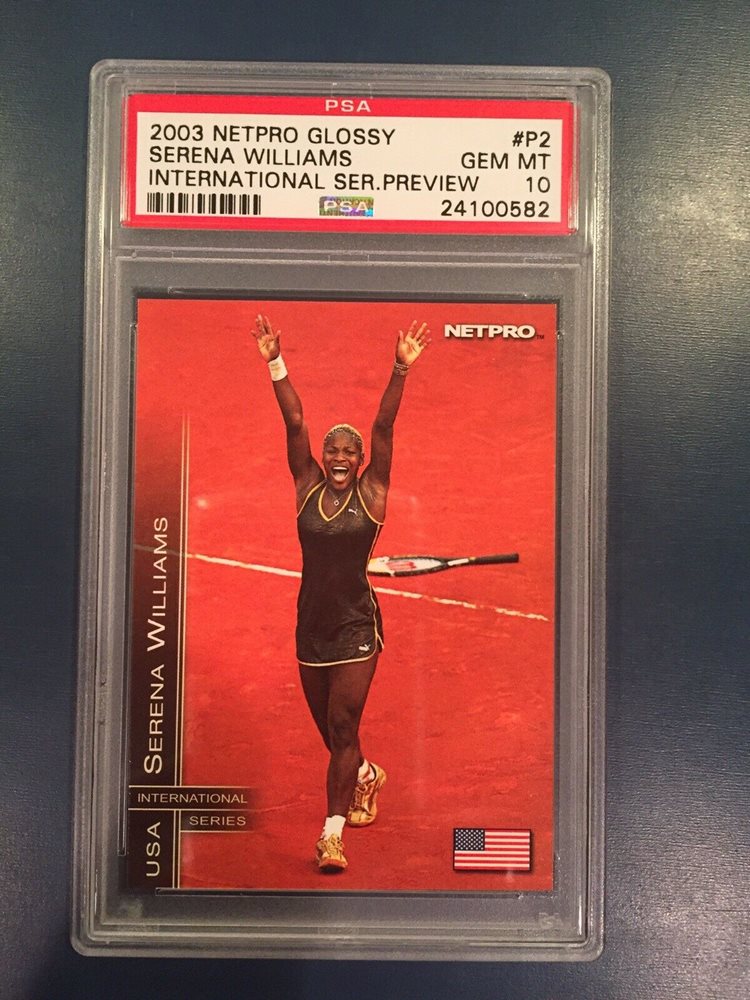 PSA
2003 NETPRO GLOSSY #P2
SERENA WILLIAMS GEM MT
INTERNATIONAL SER.PREVIEW 10
PSA 24100582
NETPRO™
SERENA WILLIAMS
INTERNATIONAL
SERIES
USA